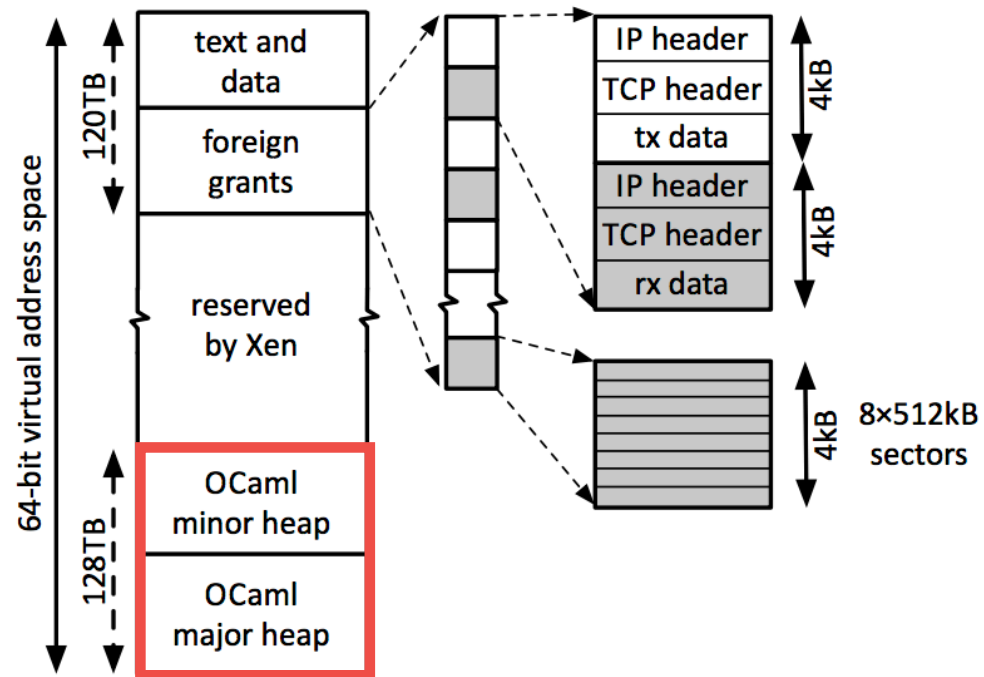 64-bit virtual address space
120TB
128TB
text and
data
foreign
grants
reserved
by Xen
OCaml
minor heap
OCaml
major heap
IP header
TCP header
tx data
IP header
TCP header
rx data
4kB
4kB
4kB
8×512kB
sectors